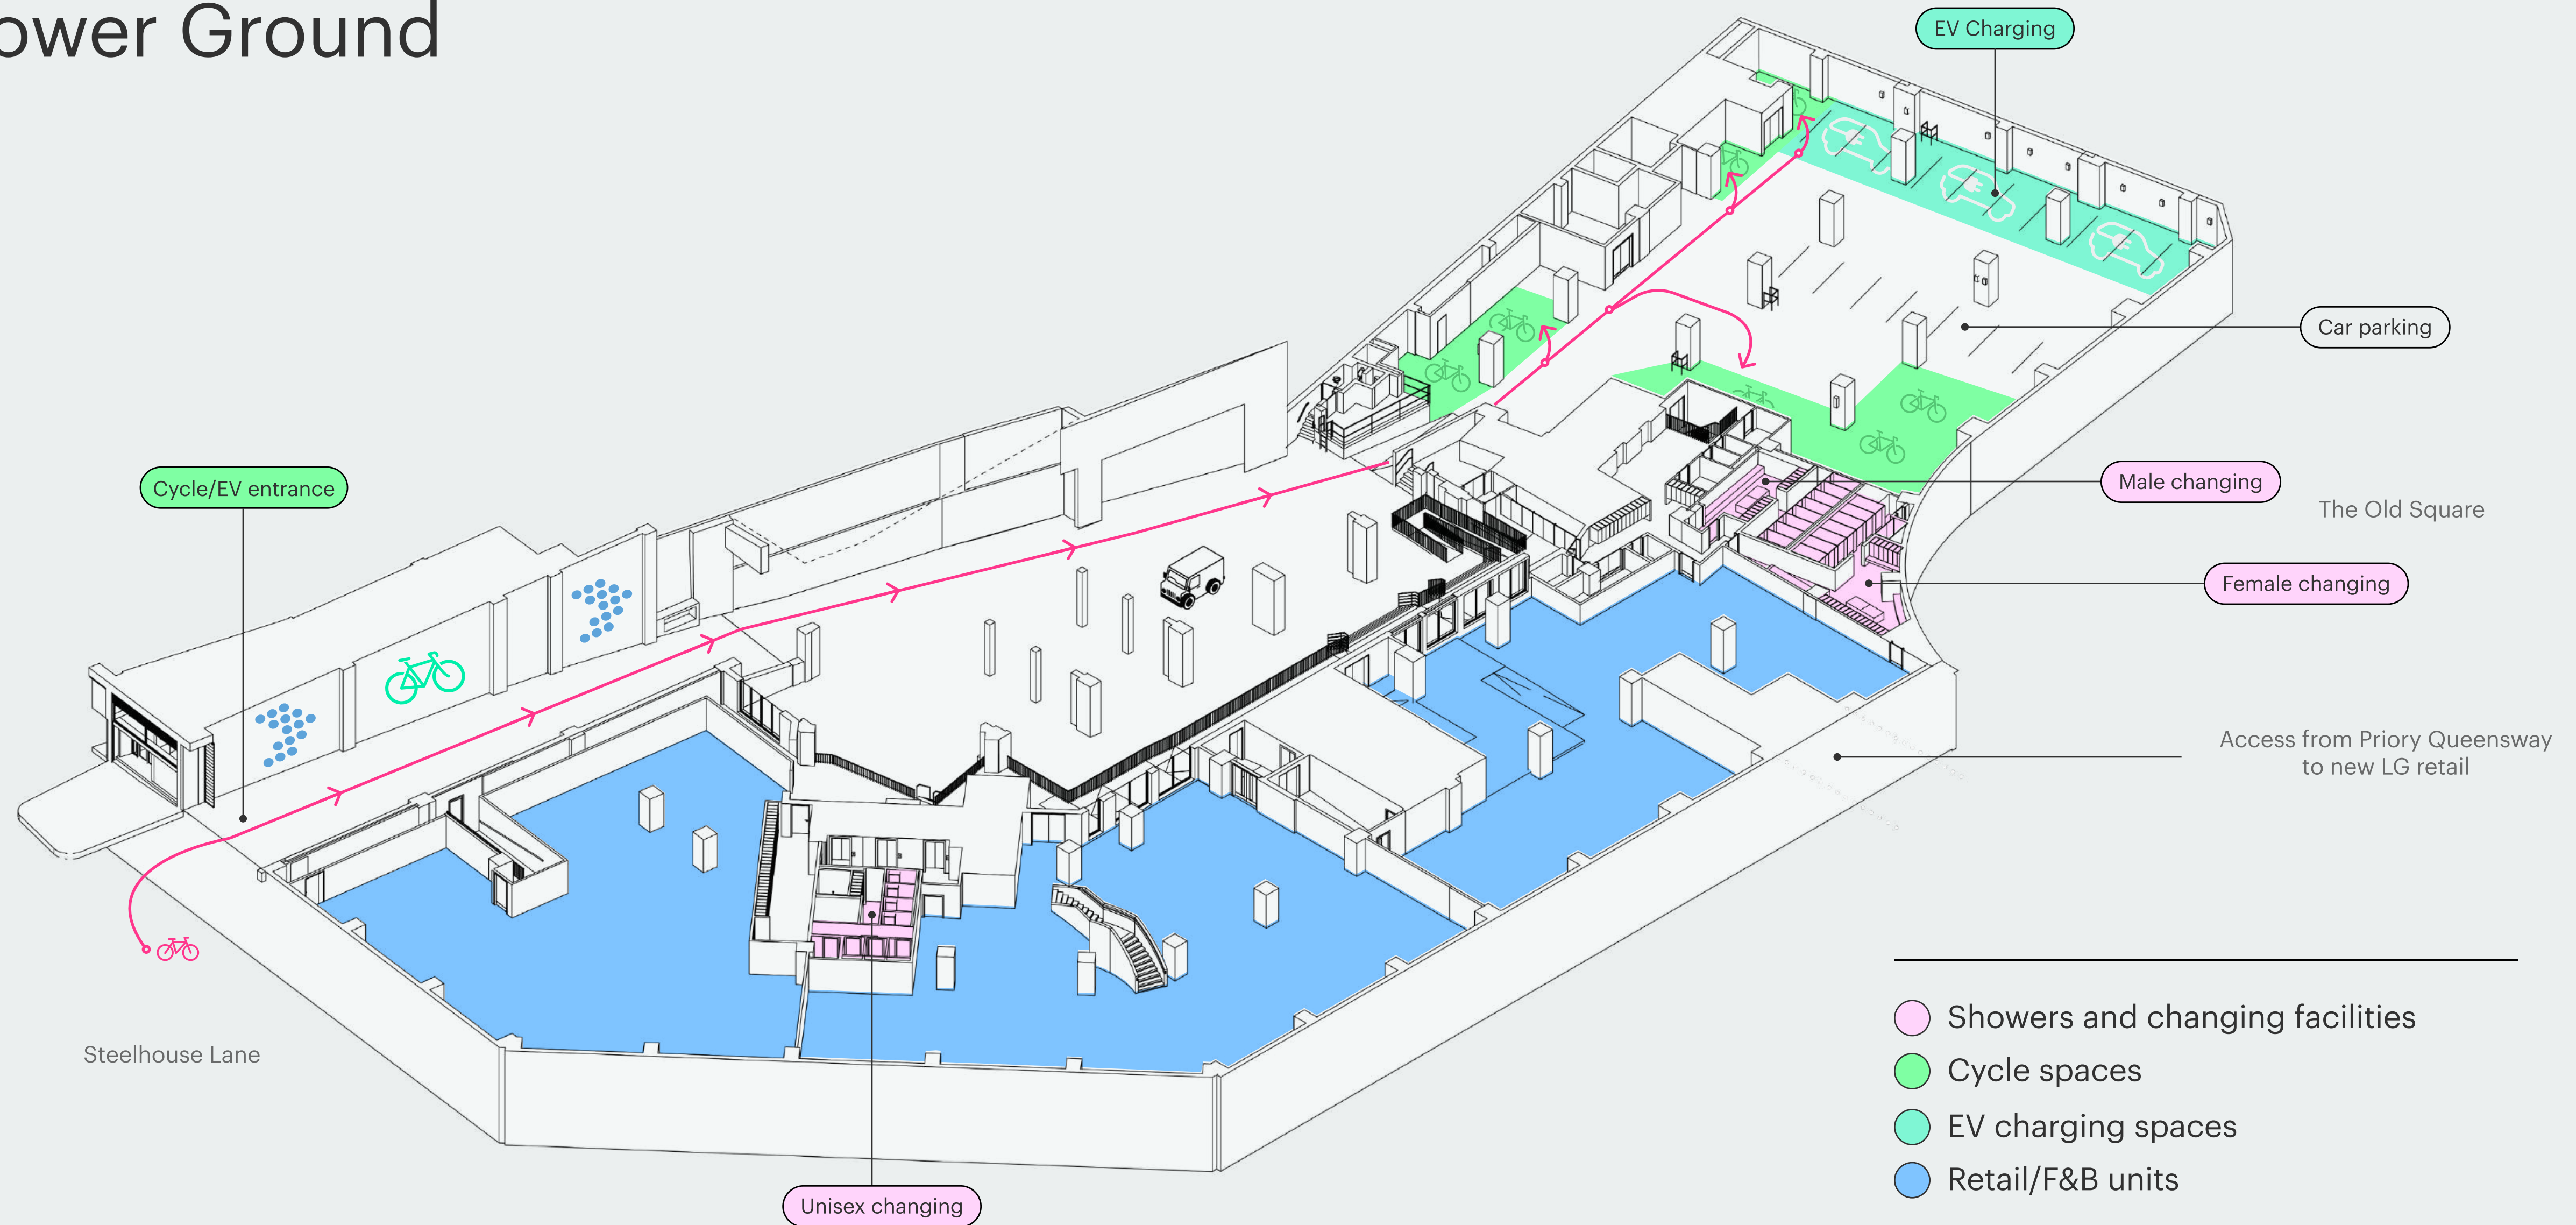 ower Ground
EV Charging
Car parking
Cycle/EV entrance
Male changing
The Old Square
Female changing
Access from Priory Queensway
to new LG retail
Steelhouse Lane
Unisex changing
Showers and changing facilities
Cycle spaces
EV charging spaces
Retail/F&B units